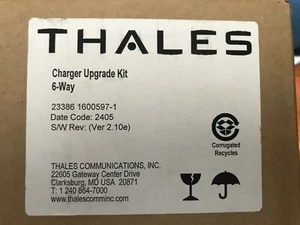 THALES
Charger Upgrade Kit
6-Way
23386 1600597-1
Date Code: 2405
S/W Rev: (Ver 2.10e)
Corrugated
Recycles
THALES COMMUNICATIONS, INC.
22605 Gateway Center Drive
Clarksburg, MD USA 20871
T: 1 240 864-7000
www.thalescomminc.com